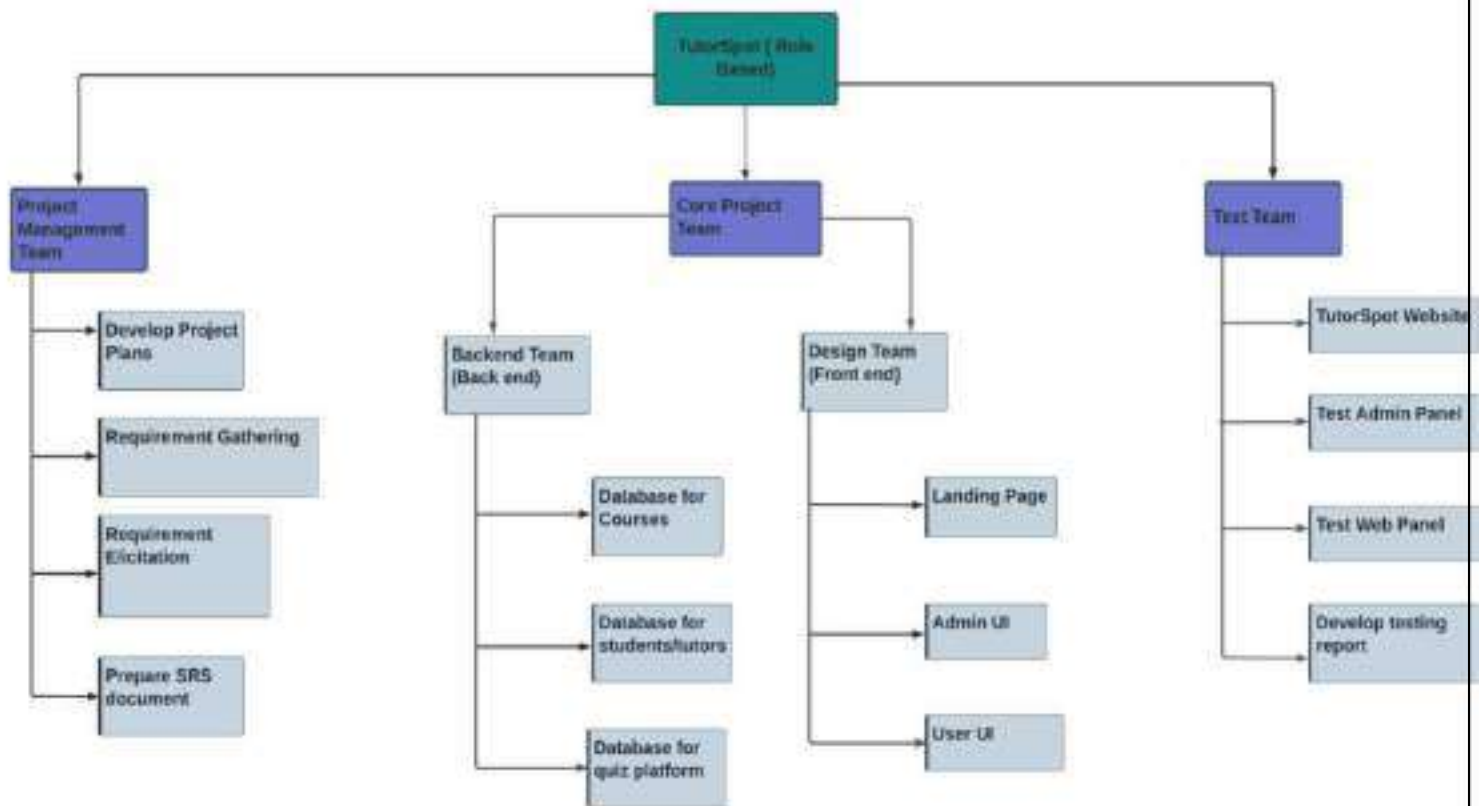 TutorSpot ( Role
Based)
Project
Management
Team
Core Project
Team
Test Team
Develop Project
Plans
Requirement Gathering
Requirement
Elicitation
Prepare SRS
document
Backend Team
(Back end)
Database for
Courses
Database for
students/tutors
Database for
quiz platform
Design Team
(Front end)
Landing Page
Admin UI
User UI
TutorSpot Website
Test Admin Panel
Test Web Panel
Develop testing
report